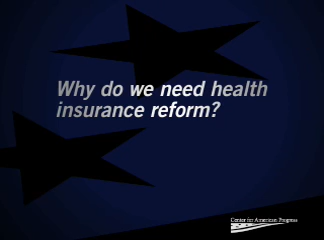 Why do we need health
insurance reform?
Center for American Progress